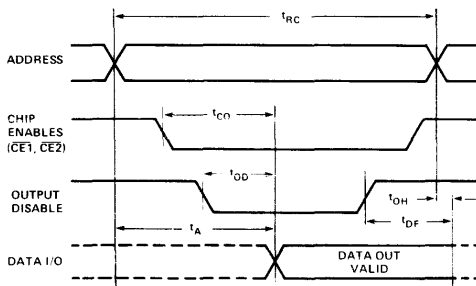 tRC
ADDRESS
CHIP
ENABLES
(CE1, CE2)
tCO
tOD
OUTPUT
DISABLE
tOH
tDF
tA
DATA I/O
DATA OUT
VALID